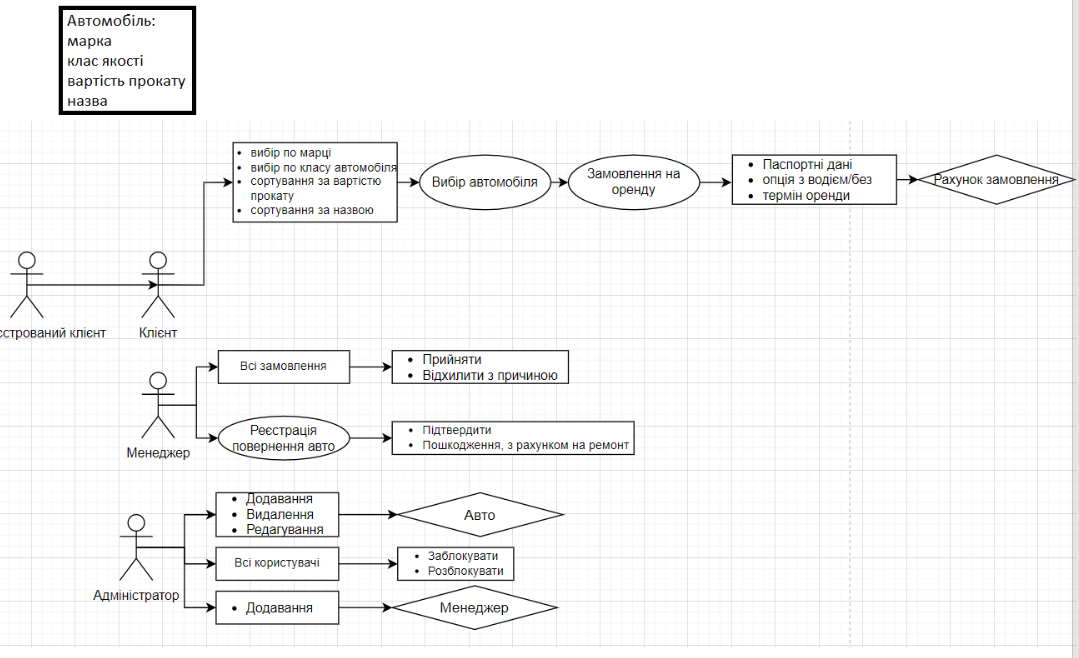 Автомобіль:
марка
клас якості
вартість прокату
назва
вибір по марці
вибір по класу автомобіля
сортування за вартістю
прокату
сортування за назвою
Вибір автомобіля
Замовлення на
оренду
Паспортні дані
опція з водієм/без
термін оренди
Рахунок замовлення
клієнт
Клієнт
Всі замовлення
Прийняти
Відхилити з причиною
Менеджер
Реєстрація
повернення авто
Підтвердити
Пошкодження, з рахунком на ремонт
Додавання
Видалення
Редагування
Авто
Адміністратор
Всі користувачі
Заблокувати
Розблокувати
Додавання
Менеджер